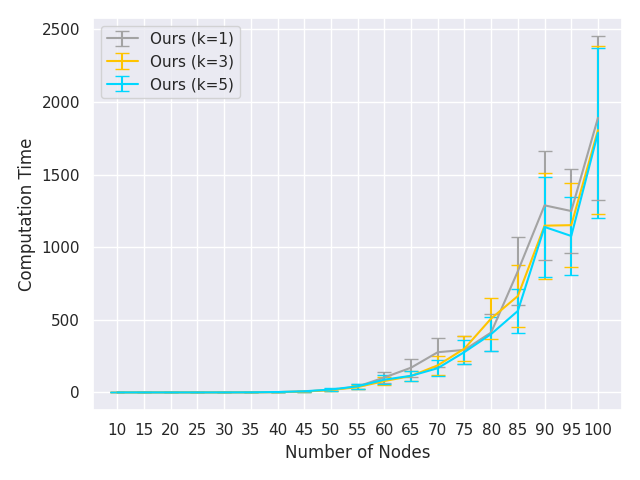 2500
2000
1500
1000
500
0
Computation Time
Ours (k=1)
Ours (k=3)
Ours (k=5)
10 15 20 25 30 35 40 45 50 55 60 65 70 75 80 85 90 95 100
Number of Nodes